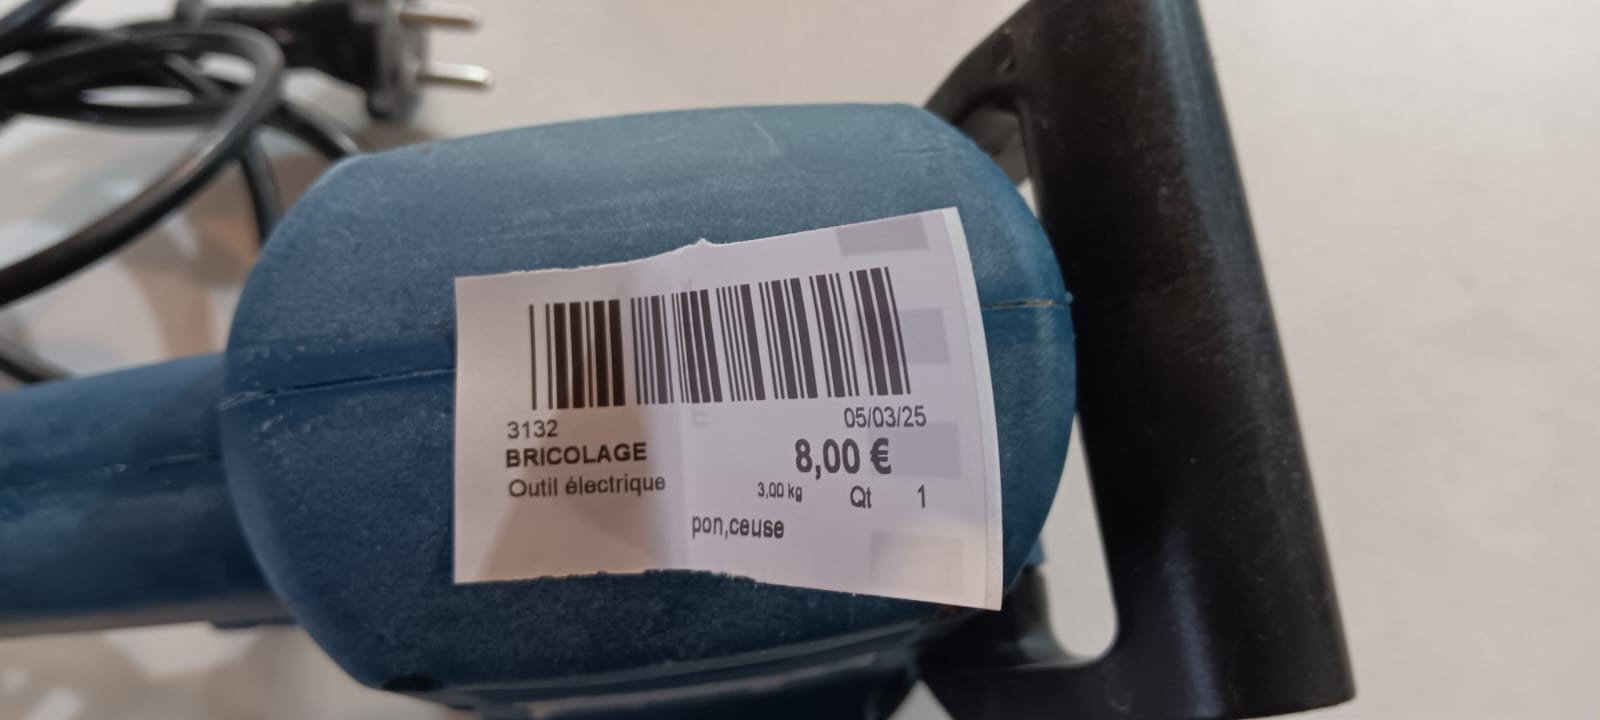 3132
05/03/25
BRICOLAGE
8,00 €
Outil électrique
3,00 kg Qt 1
pon,ceuse